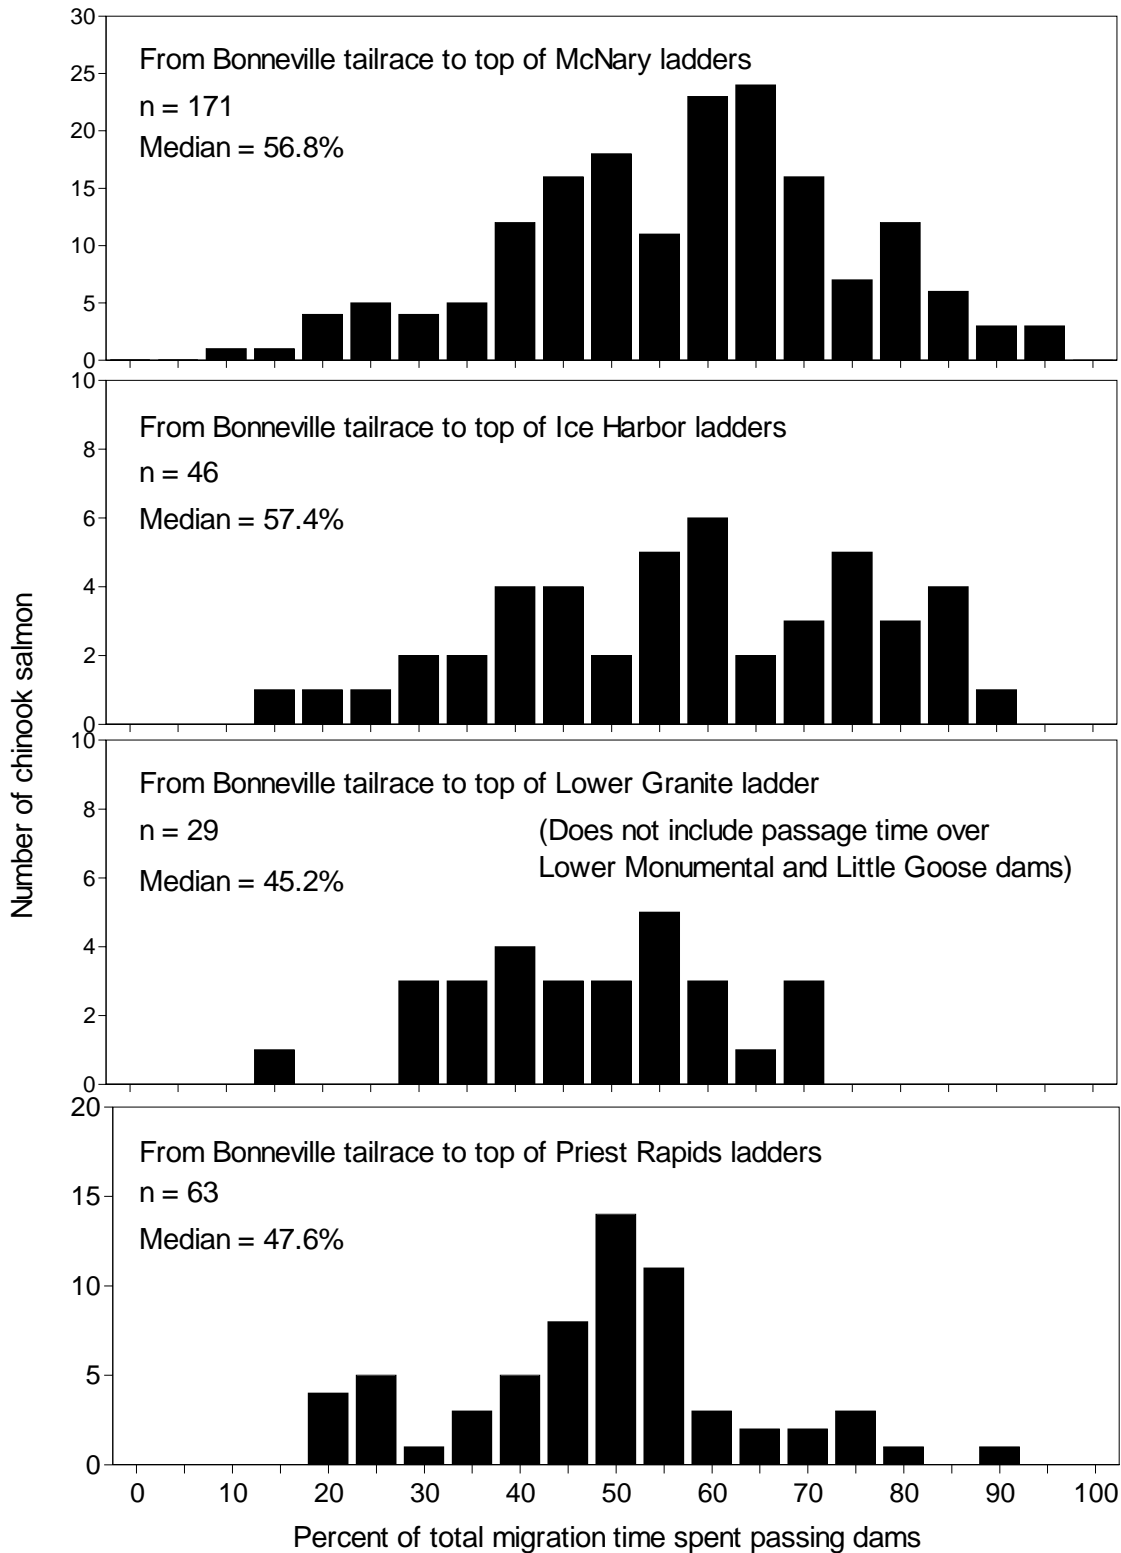 30
From Bonneville tailrace to top of McNary ladders
25
n = 171
20
Median = 56.8%
15
10
5
0
10
From Bonneville tailrace to top of Ice Harbor ladders
8
n = 46
6
Median = 57.4%
4
2
0
10
From Bonneville tailrace to top of Lower Granite ladder
8
n = 29
(Does not include passage time over
Lower Monumental and Little Goose dams)
6
Median = 45.2%
4
2
0
20
From Bonneville tailrace to top of Priest Rapids ladders
15
n = 63
Median = 47.6%
10
5
0
0 10 20 30 40 50 60 70 80 90 100
Percent of total migration time spent passing dams
Number of chinook salmon